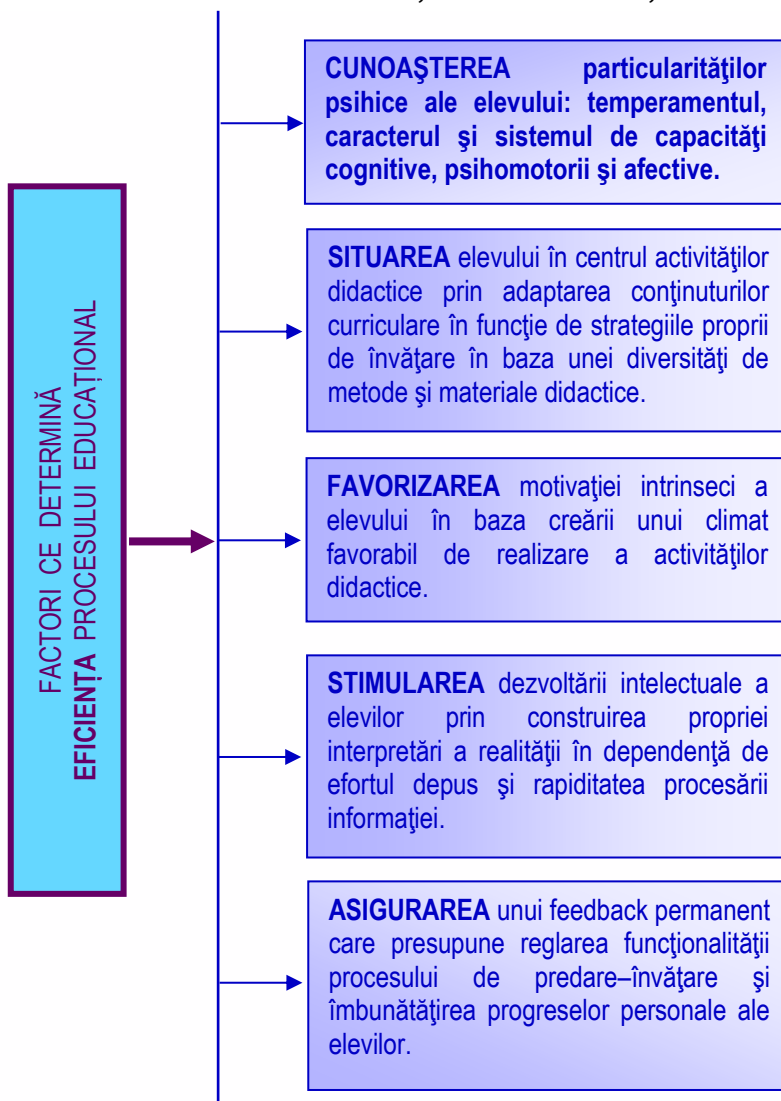 FACTORI CE DETERMINĂ
EFICIENȚA PROCESULUI EDUCAȚIONAL
CUNOAŞTEREA particularităţilor
psihice ale elevului: temperamentul,
caracterul şi sistemul de capacităţi
cognitive, psihomotorii şi afective.
SITUAREA elevului în centrul activităţilor
didactice prin adaptarea conţinuturilor
curriculare în funcţie de strategiile proprii
de învăţare în baza unei diversităţi de
metode şi materiale didactice.
FAVORIZAREA motivaţiei intrinseci a
elevului în baza creării unui climat
favorabil de realizare a activităţilor
didactice.
STIMULAREA dezvoltării intelectuale a
elevilor prin construirea propriei
interpretări a realităţii în dependenţă de
efortul depus şi rapiditatea procesării
informaţiei.
ASIGURAREA unui feedback permanent
care presupune reglarea funcţionalităţii
procesului de predare–învăţare şi
îmbunătăţirea progreselor personale ale
elevilor.